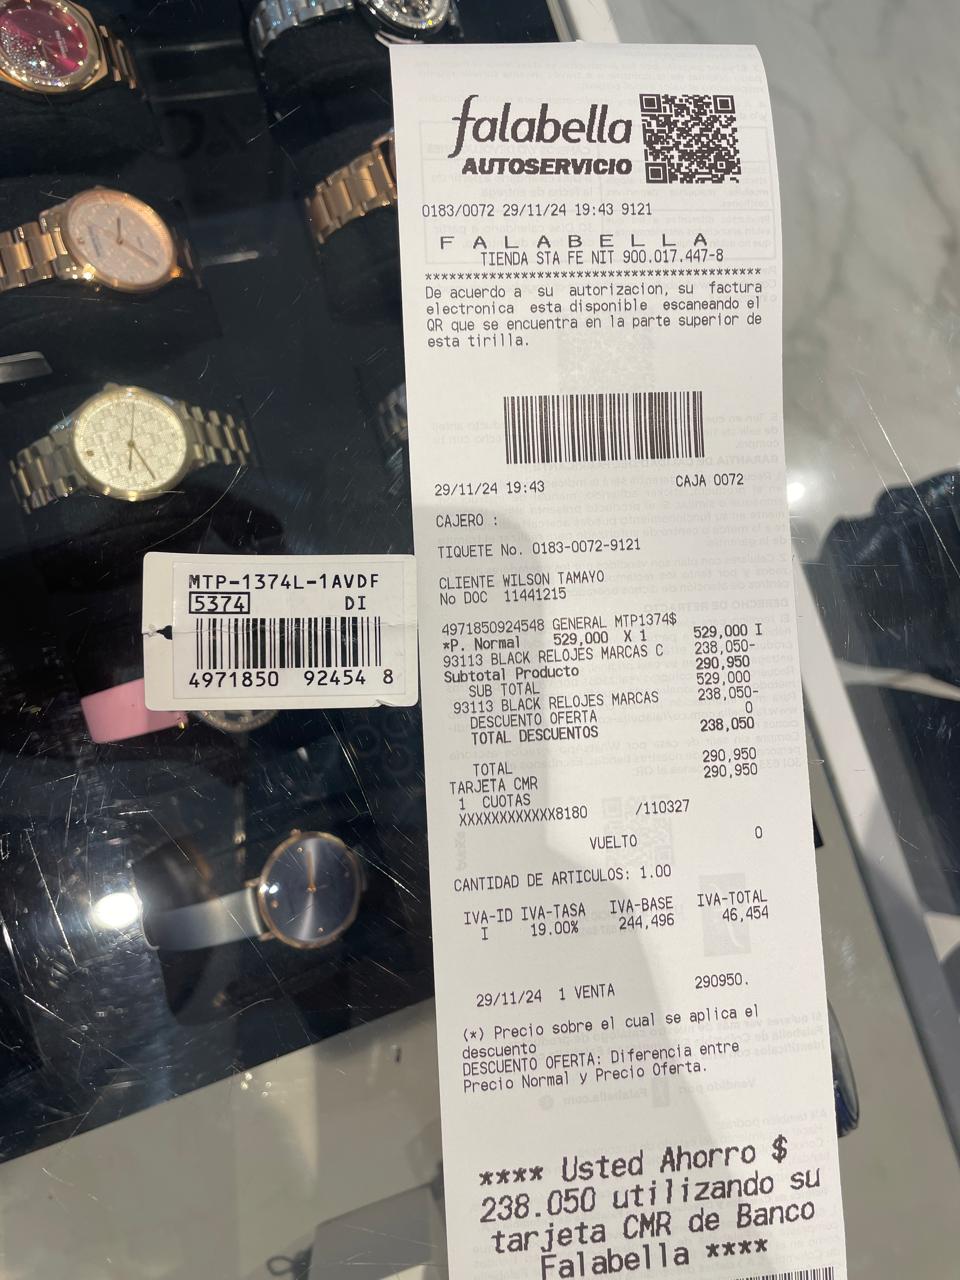 falabella
AUTOSERVICIO
0183/0072 29/11/24 19:43 9121
F A L A B E L L A
TIENDA STA FE NIT 900.017.447-8
************************************************
De acuerdo a su autorizacion, su factura
electronica esta disponible escaneando el
QR que se encuentra en la parte superior de
esta tirilla.
29/11/24 19:43 CAJA 0072
CAJERO :
TIQUETE No. 0183-0072-9121
CLIENTE WILSON TAMAYO
No DOC 11441215
4971850924548 GENERAL MTP1374$
*P. Normal 529,000 X 1 529,000 I
93113 BLACK RELOJES MARCAS C 238,050-
Subtotal Producto 290,950
SUB TOTAL 529,000
93113 BLACK RELOJES MARCAS 238,050-
DESCUENTO OFERTA 0
TOTAL DESCUENTOS 238,050
TOTAL 290,950
TARJETA CMR 290,950
1 CUOTAS
XXXXXXXXXXXX8180 /110327
VUELTO 0
CANTIDAD DE ARTICULOS: 1.00
IVA-ID IVA-TASA IVA-BASE IVA-TOTAL
I 19.00% 244,496 46,454
29/11/24 1 VENTA 290950.
(*) Precio sobre el cual se aplica el
descuento
DESCUENTO OFERTA: Diferencia entre
Precio Normal y Precio Oferta.
**** Usted Ahorro $
238.050 utilizando su
tarjeta CMR de Banco
Falabella ****
MTP-1374L-1AVDF
5374 DI
4971850 92454 8